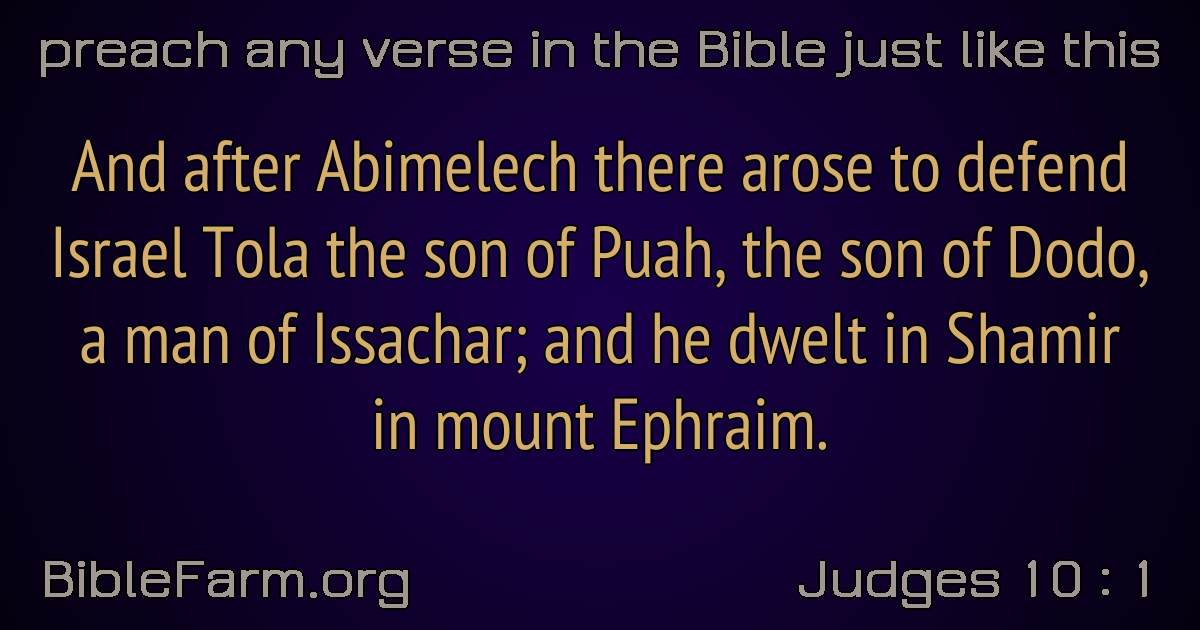 preach any verse in the Bible just like this
And after Abimelech there arose to defend
Israel Tola the son of Puah, the son of Dodo,
a man of Issachar; and he dwelt in Shamir
in mount Ephraim.
BibleFarm.org
Judges 10 : 1